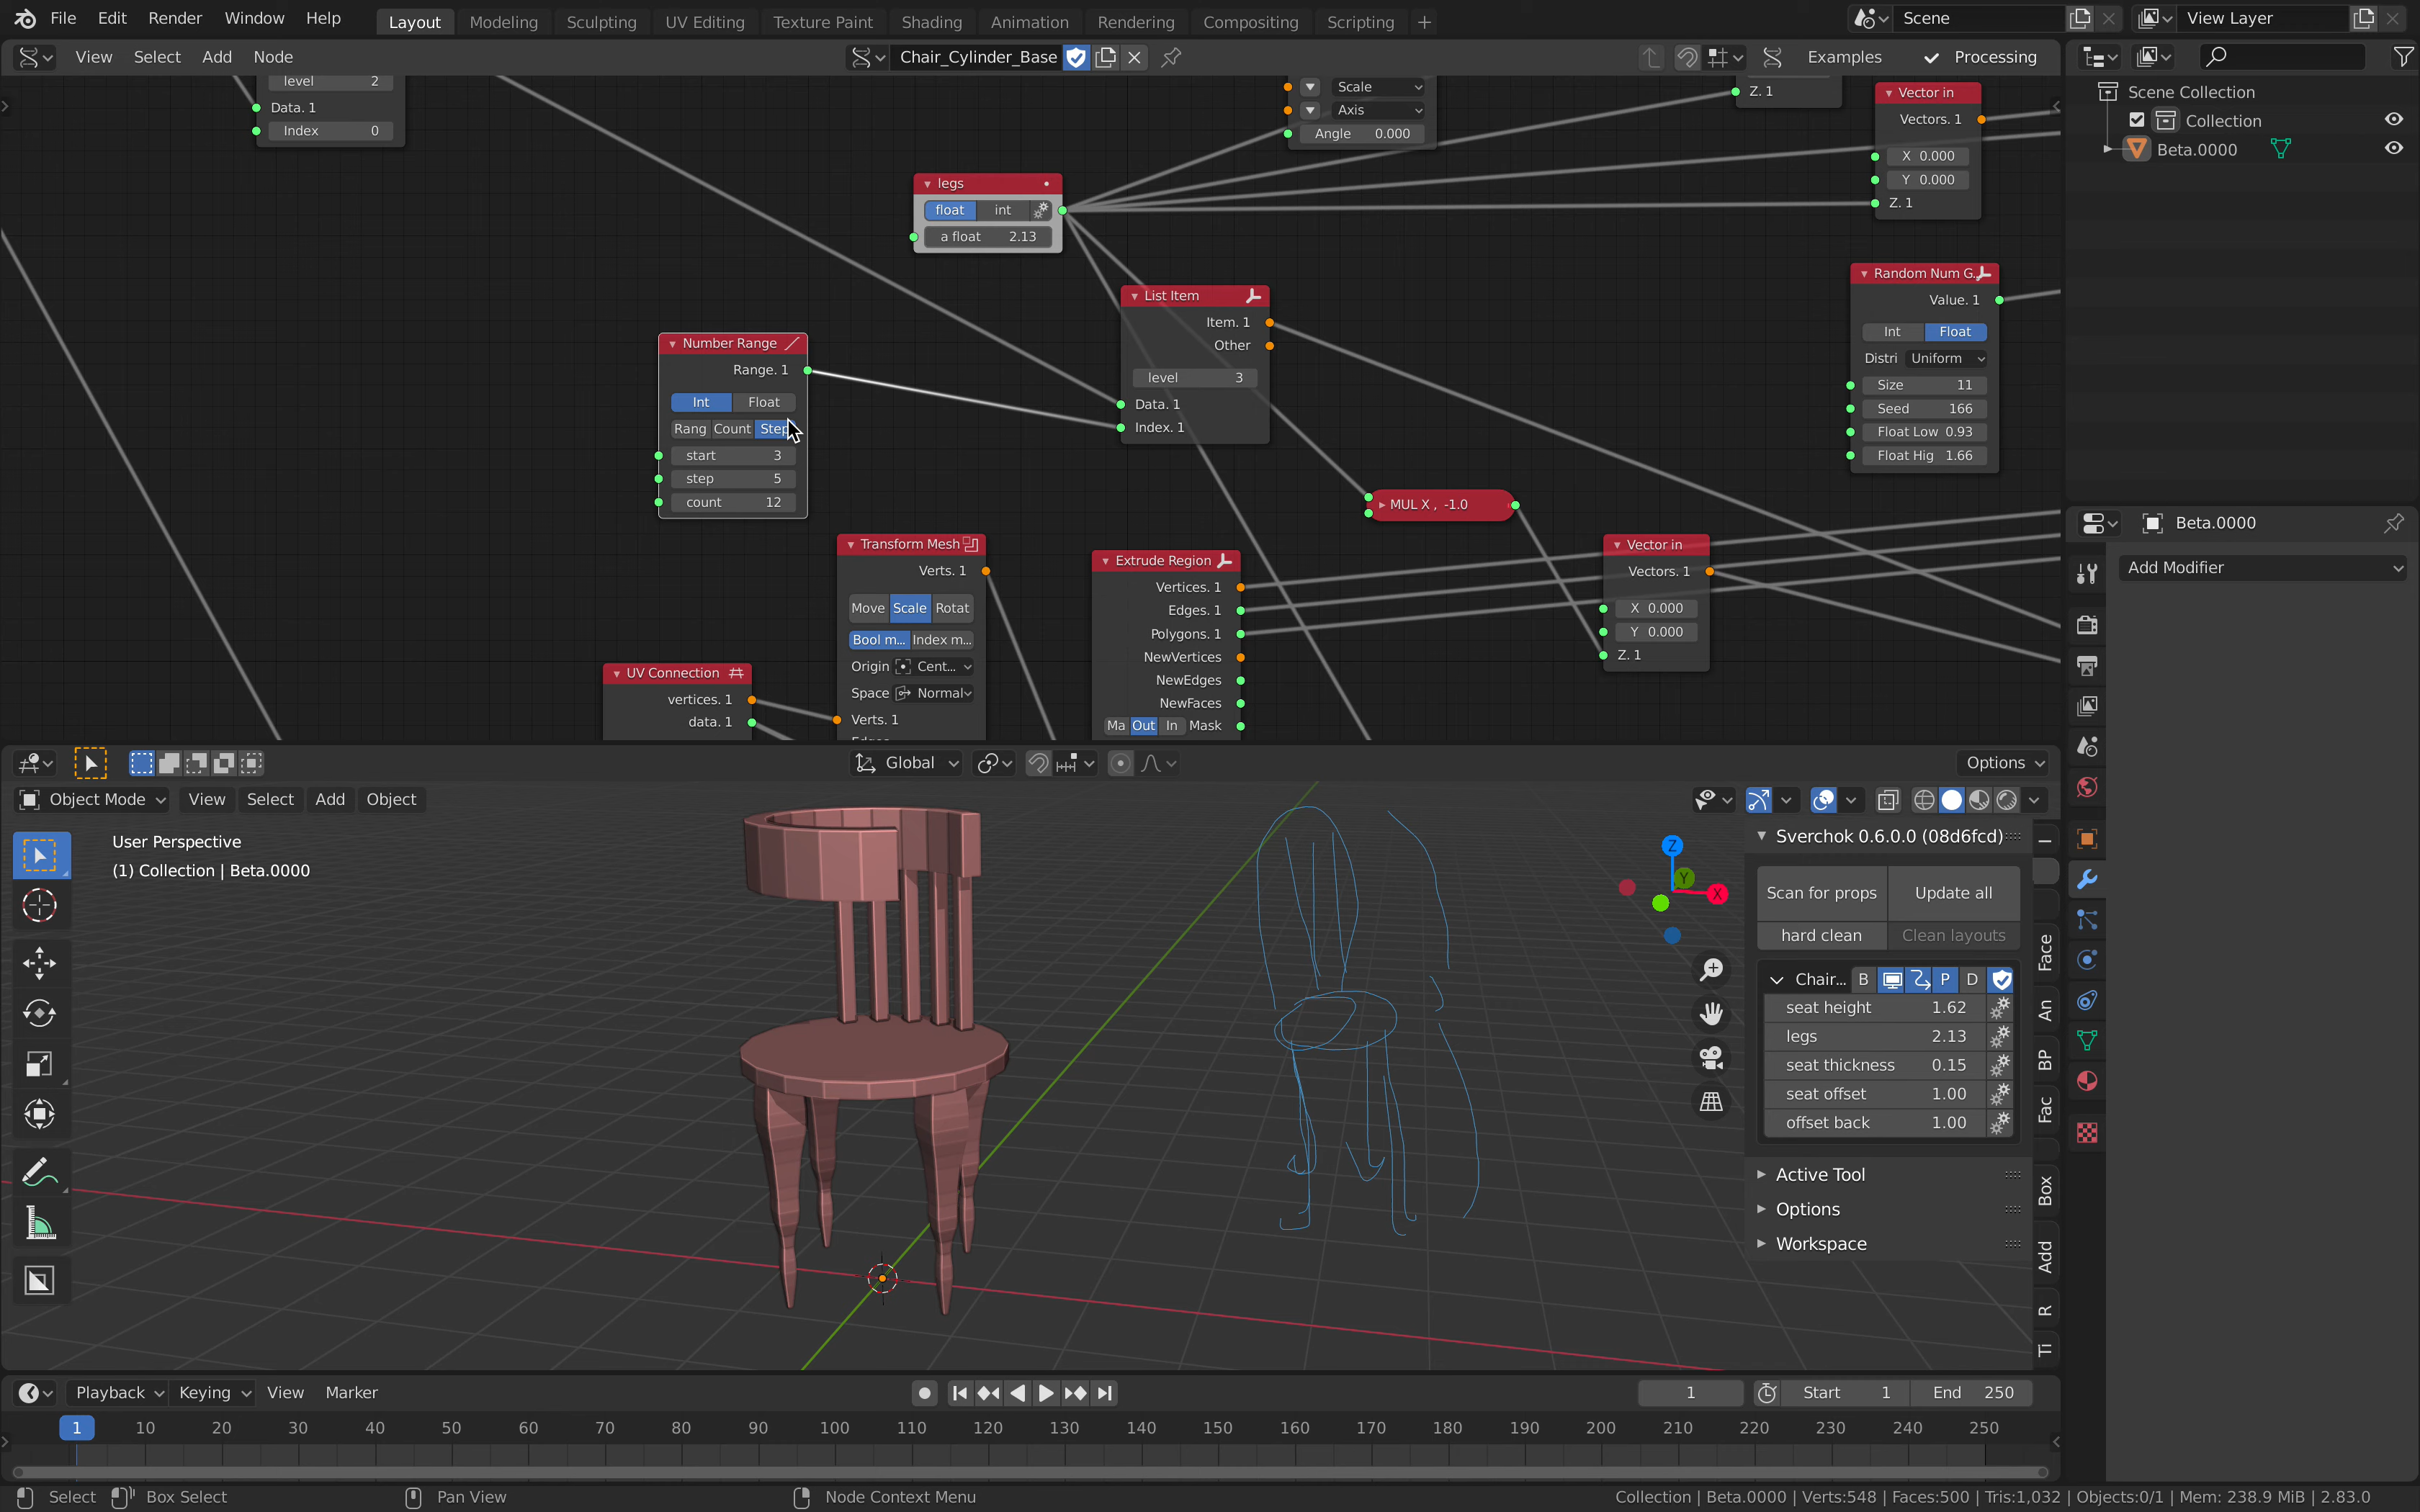 File Edit Render Window Help Layout Modeling Sculpting UV Editing Texture Paint Shading Animation Rendering Compositing Scripting + Scene View Layer
View Select Add Node Chair_Cylinder_Base Examples Processing
level 2
Data. 1
Index 0
Scale
Axis
Angle 0.000
Z. 1
Vector in
Vectors. 1
X 0.000
Y 0.000
Z. 1
legs
float int
a float 2.13
List Item
Item. 1
Other
level 3
Data. 1
Index. 1
Number Range
Range. 1
Int Float
Rang Count Step
start 3
step 5
count 12
Random Num G..
Value. 1
Int Float
Distri Uniform
Size 11
Seed 166
Float Low 0.93
Float Hig 1.66
MUL X , -1.0
Transform Mesh
Verts. 1
Move Scale Rotat
Bool m... Index m...
Origin Cent...
Space Normal
Verts. 1
Extrude Region
Vertices. 1
Edges. 1
Polygons. 1
NewVertices
NewEdges
NewFaces
Ma Out In Mask
Vector in
Vectors. 1
X 0.000
Y 0.000
Z. 1
UV Connection
vertices. 1
data. 1
Scene Collection
Collection
Beta.0000
Beta.0000
Add Modifier
Global
Options
Object Mode View Select Add Object
User Perspective
(1) Collection | Beta.0000
Z
Y
X
Sverchok 0.6.0.0 (08d6fcd)
Scan for props Update all
hard clean Clean layouts
Chair... B P D
seat height 1.62
legs 2.13
seat thickness 0.15
seat offset 1.00
offset back 1.00
Active Tool
Options
Workspace
I
Face
An
BP
Fac
Box
Add
R
Ti
Playback Keying View Marker 1 Start 1 End 250
1 10 20 30 40 50 60 70 80 90 100 110 120 130 140 150 160 170 180 190 200 210 220 230 240 250
Select Box Select Pan View Node Context Menu Collection | Beta.0000 | Verts:548 | Faces:500 | Tris:1,032 | Objects:0/1 | Mem: 238.9 MiB | 2.83.0